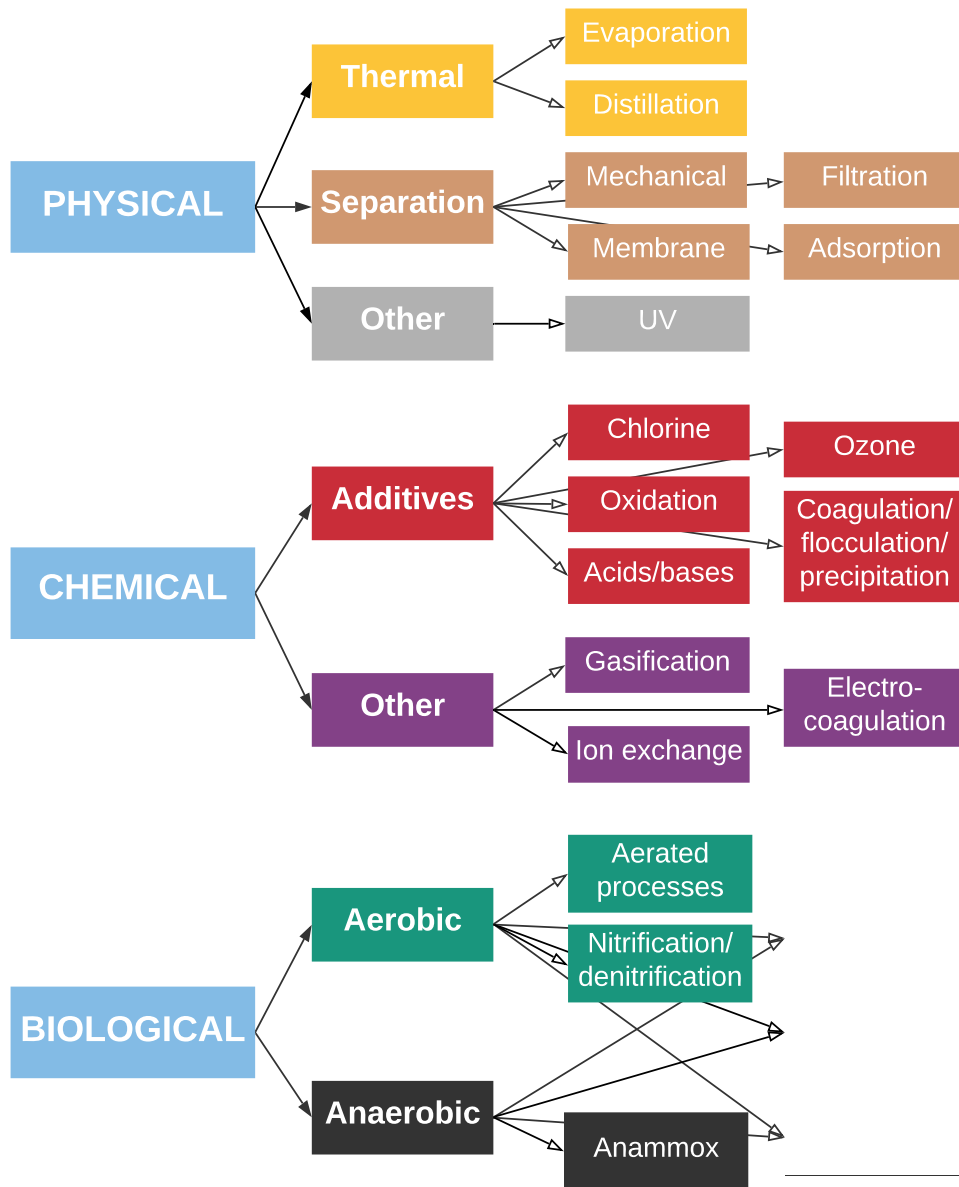 PHYSICAL
Thermal
Evaporation
Distillation
Separation
Mechanical
Filtration
Membrane
Adsorption
Other
UV
CHEMICAL
Additives
Chlorine
Ozone
Oxidation
Coagulation/
flocculation/
precipitation
Acids/bases
Other
Gasification
Electro-
coagulation
Ion exchange
BIOLOGICAL
Aerobic
Aerated
processes
Nitrification/
denitrification
Anaerobic
Anammox